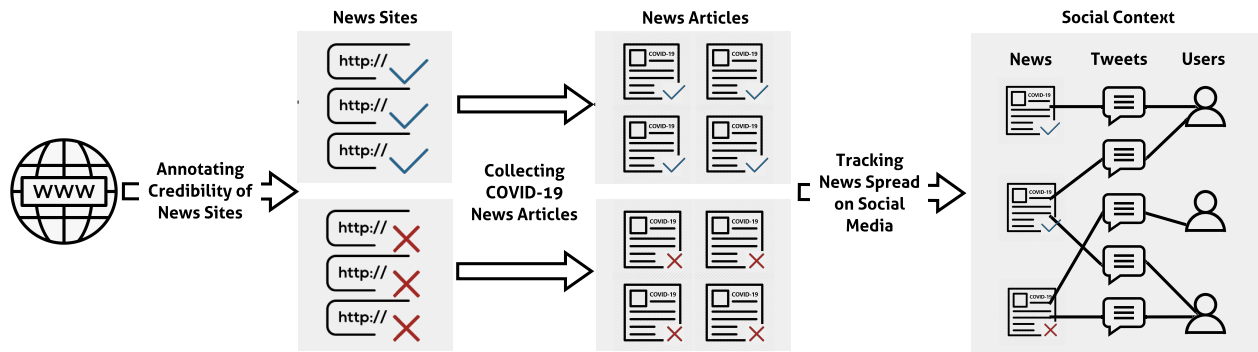 News Sites
News Articles
Social Context
WWW
Annotating
Credibility of
News Sites
http://
http://
http://
http://
http://
http://
Collecting
COVID-19
News Articles
COVID-19
COVID-19
COVID-19
COVID-19
COVID-19
COVID-19
COVID-19
COVID-19
Tracking
News Spread
on Social
Media
News Tweets Users
COVID-19
COVID-19
COVID-19